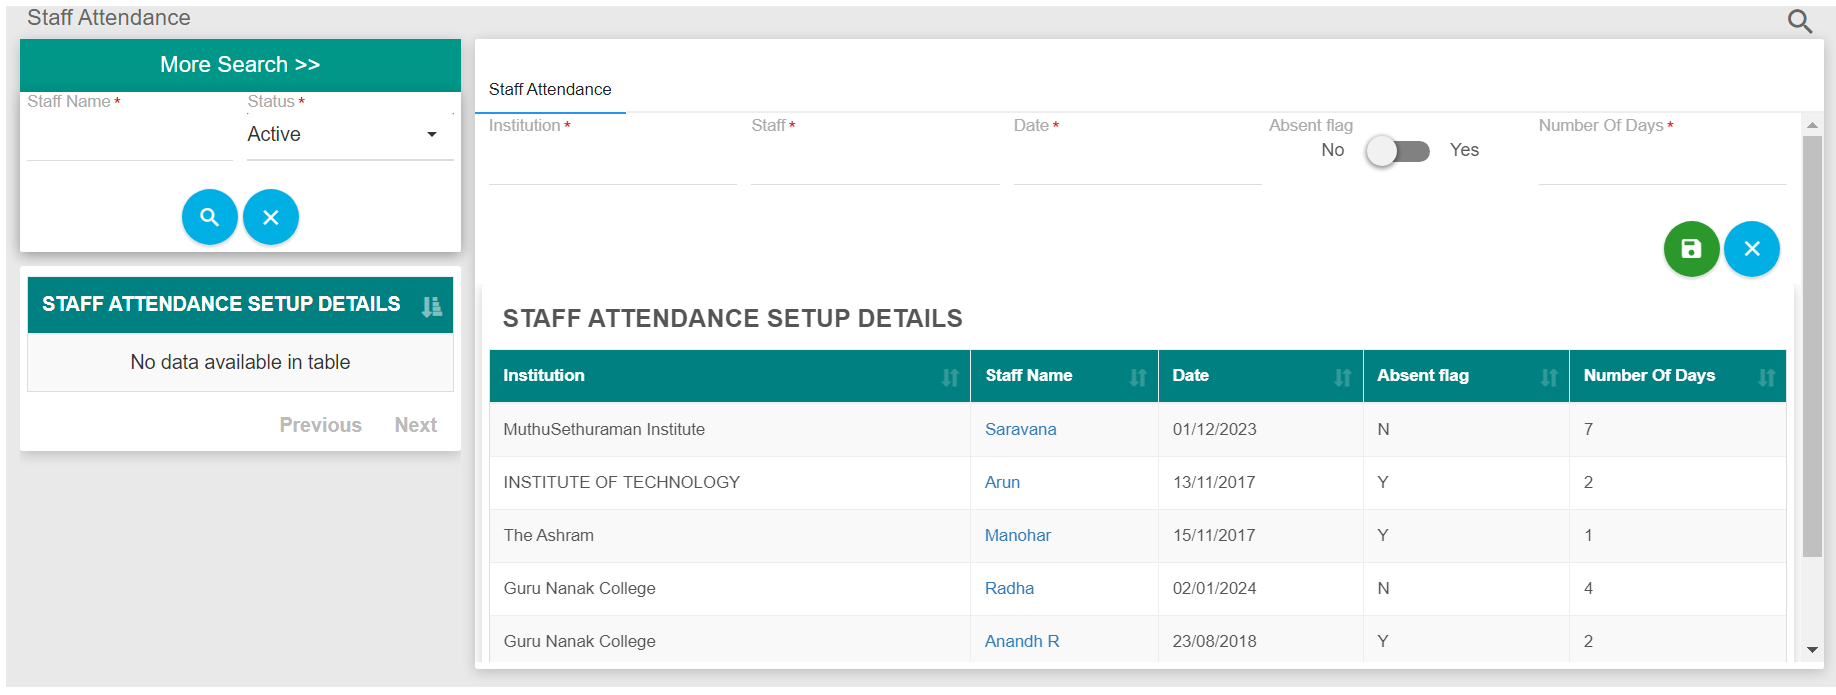 Staff Attendance
More Search >>
Staff Name *
Status *
Active
STAFF ATTENDANCE SETUP DETAILS
No data available in table
Previous Next
Staff Attendance
Institution *
Staff *
Date *
Absent flag
No Yes
Number Of Days *
STAFF ATTENDANCE SETUP DETAILS
Institution Staff Name Date Absent flag Number Of Days
MuthuSethuraman Institute Saravana 01/12/2023 N 7
INSTITUTE OF TECHNOLOGY Arun 13/11/2017 Y 2
The Ashram Manohar 15/11/2017 Y 1
Guru Nanak College Radha 02/01/2024 N 4
Guru Nanak College Anandh R 23/08/2018 Y 2